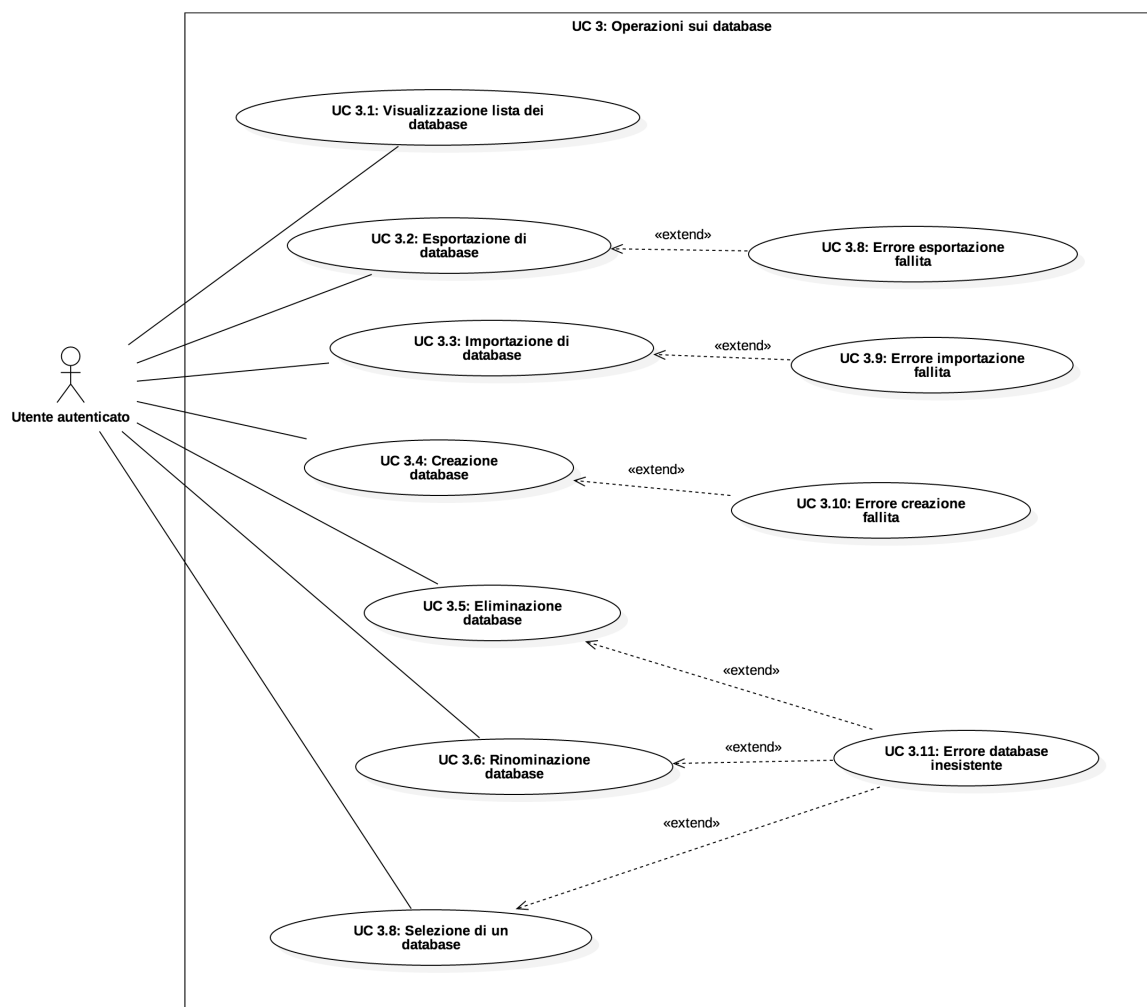 UC 3: Operazioni sui database
UC 3.1: Visualizzazione lista dei
database
UC 3.2: Esportazione di
database
«extend»
UC 3.8: Errore esportazione
fallita
UC 3.3: Importazione di
database
«extend»
UC 3.9: Errore importazione
fallita
Utente autenticato
UC 3.4: Creazione
database
«extend»
UC 3.10: Errore creazione
fallita
UC 3.5: Eliminazione
database
«extend»
UC 3.6: Rinominazione
database
«extend»
UC 3.11: Errore database
inesistente
«extend»
UC 3.8: Selezione di un
database